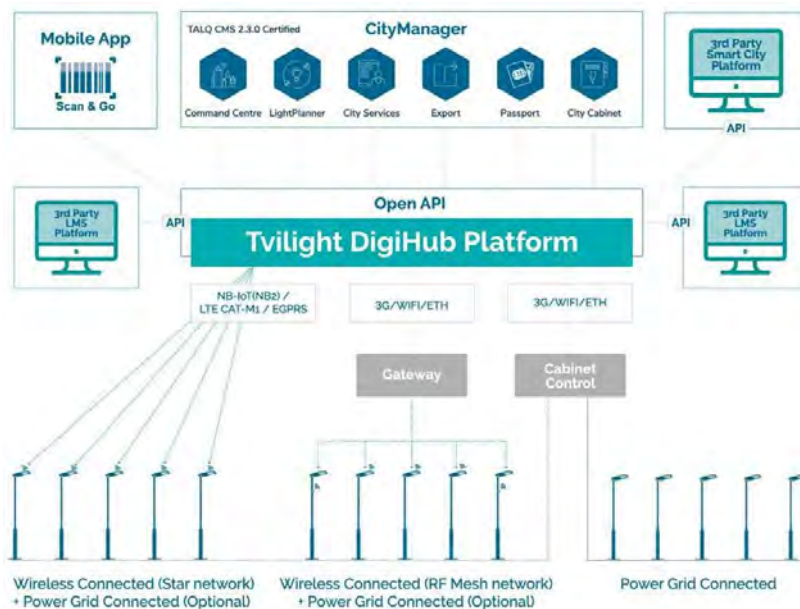 Mobile App
Scan & Go
TALQ CMS 2.3.0 Certified
CityManager
Command Centre
LightPlanner
City Services
Export
Passport
City Cabinet
3rd Party
Smart City
Platform
API
3rd Party
LMS
Platform
API
Open API
Tvilight DigiHub Platform
API
3rd Party
LMS
Platform
NB-IoT(NB2) /
LTE CAT-M1 / EGPRS
3G/WIFI/ETH
3G/WIFI/ETH
Gateway
Cabinet
Control
Wireless Connected (Star network)
+ Power Grid Connected (Optional)
Wireless Connected (RF Mesh network)
+ Power Grid Connected (Optional)
Power Grid Connected